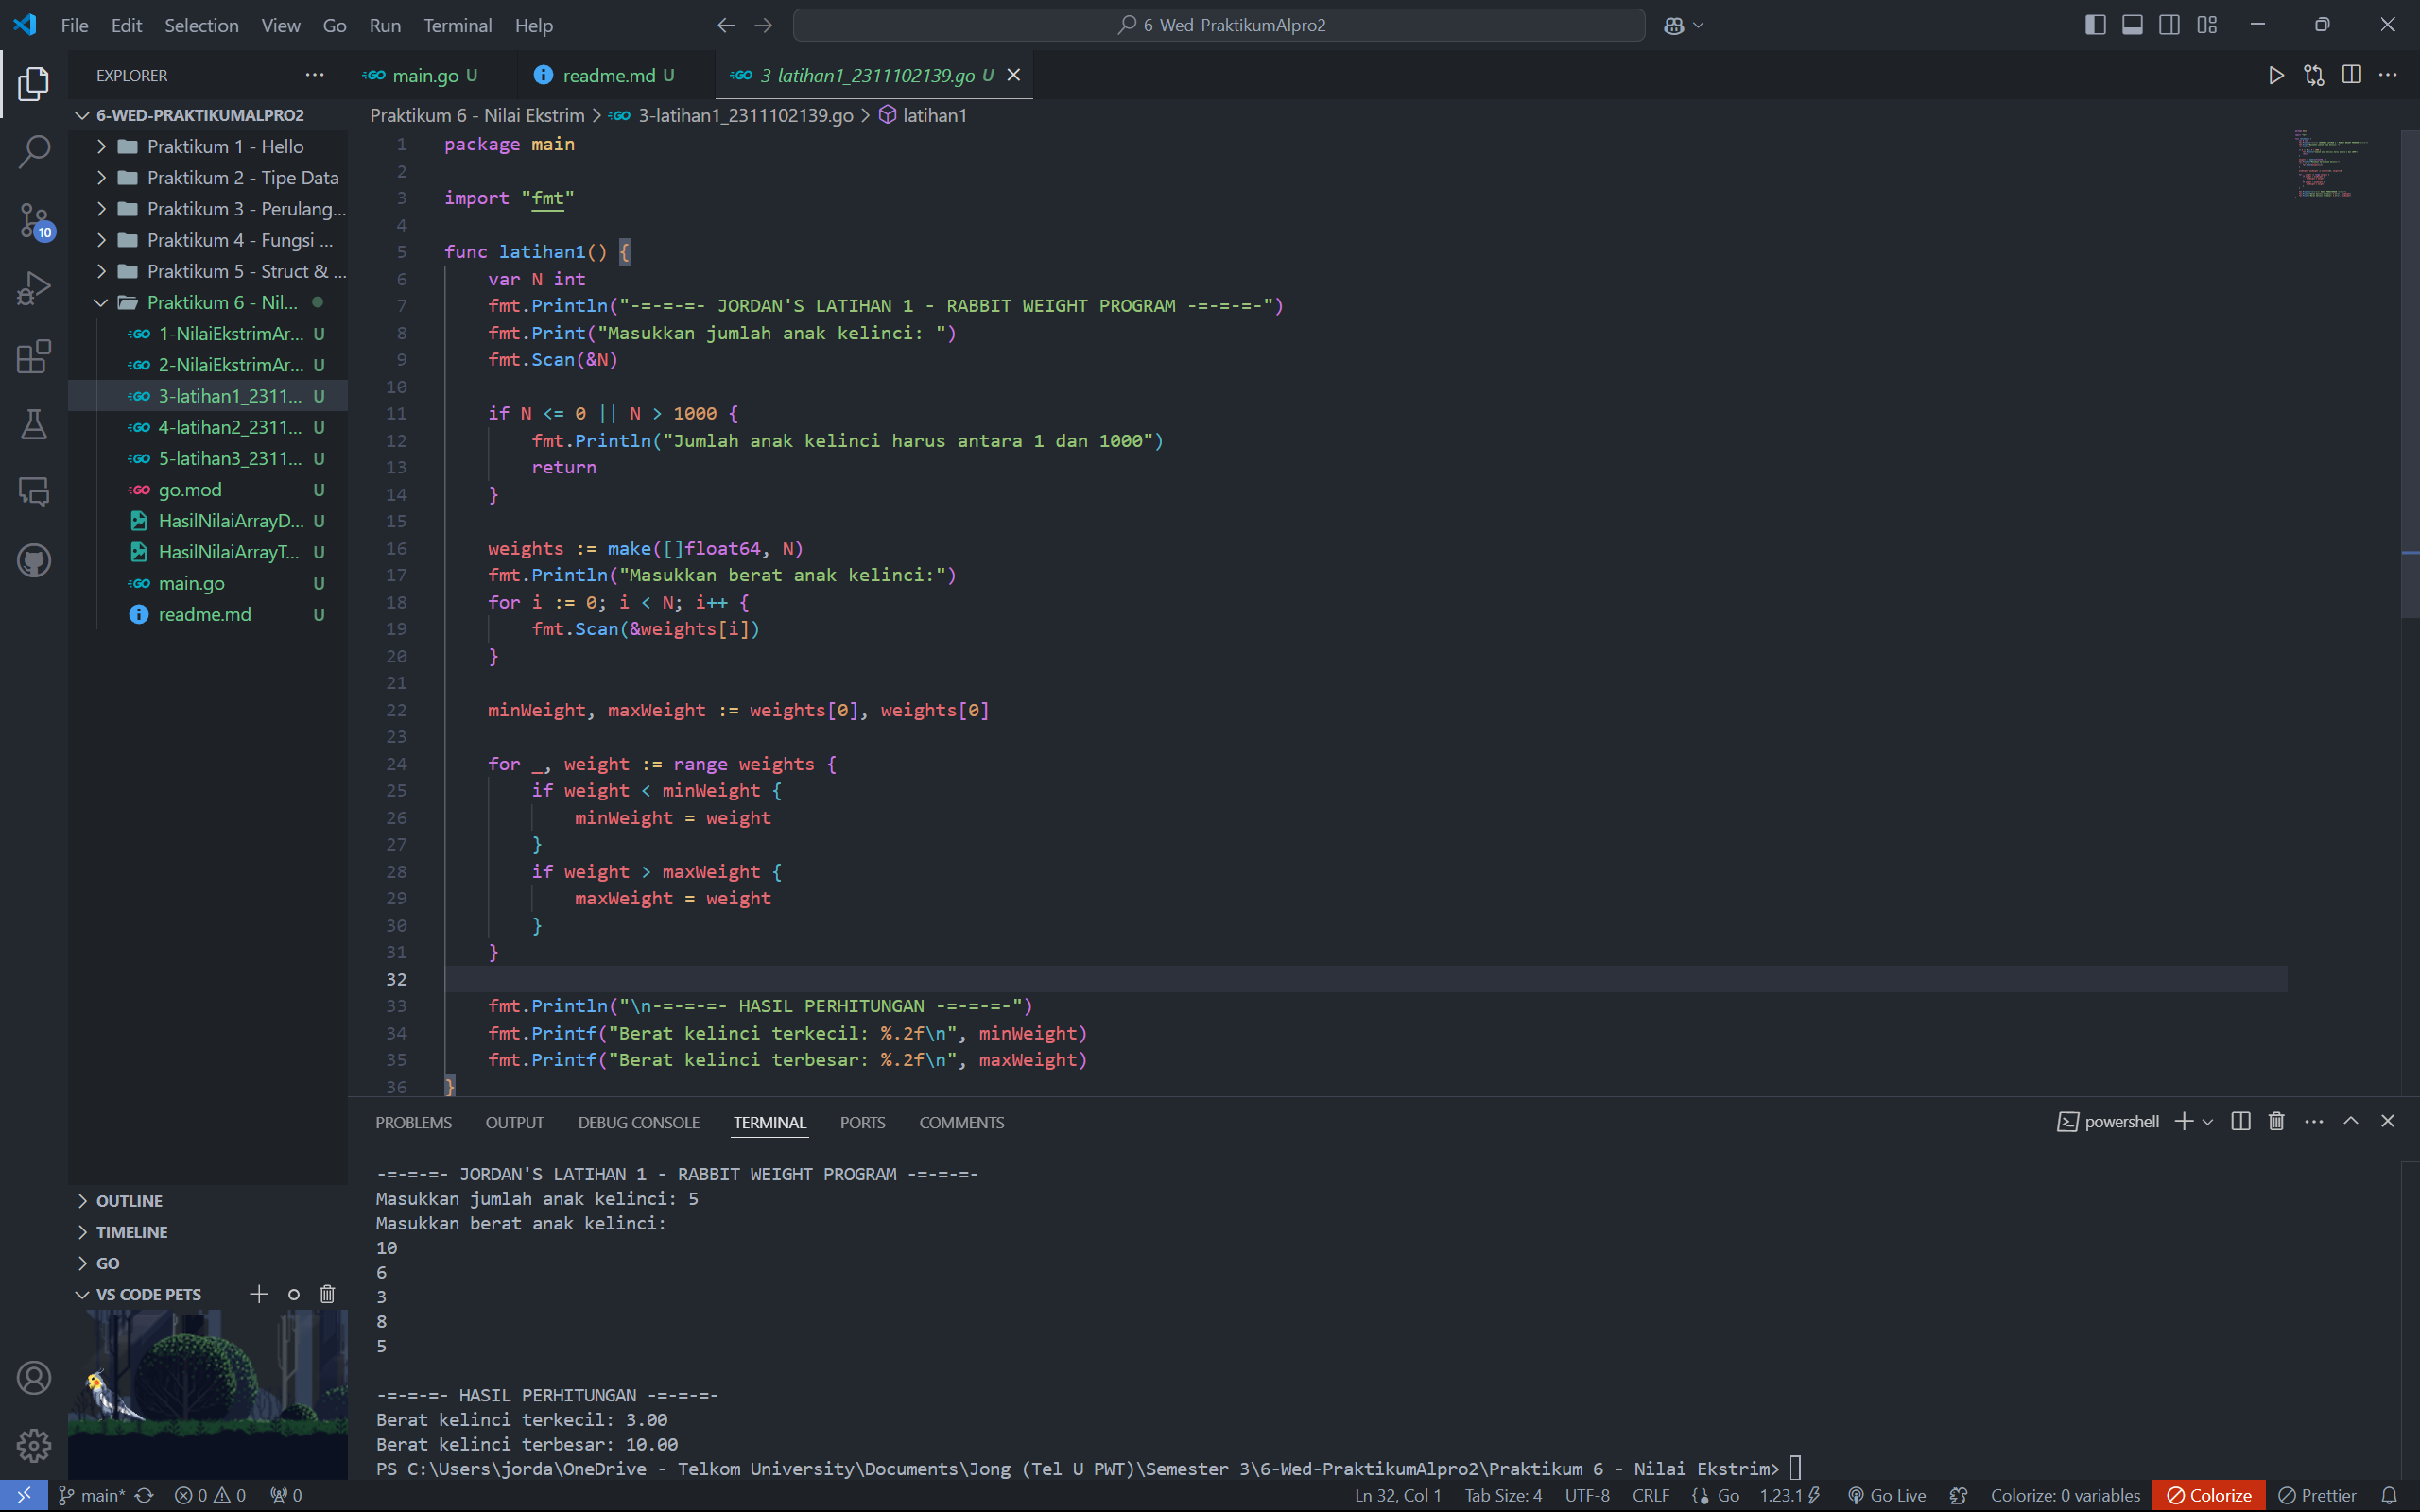 File Edit Selection View Go Run Terminal Help
6-Wed-PraktikumAlpro2
EXPLORER
main.go U
readme.md U
3-latihan1_2311102139.go U
6-WED-PRAKTIKUMALPRO2
Praktikum 1 - Hello
Praktikum 2 - Tipe Data
Praktikum 3 - Perulang...
Praktikum 4 - Fungsi ...
Praktikum 5 - Struct & ...
Praktikum 6 - Nil...
1-NilaiEkstrimAr... U
2-NilaiEkstrimAr... U
3-latihan1_2311... U
4-latihan2_2311... U
5-latihan3_2311... U
go.mod U
HasilNilaiArrayD... U
HasilNilaiArrayT... U
main.go U
readme.md U
10
OUTLINE
TIMELINE
GO
VS CODE PETS
Praktikum 6 - Nilai Ekstrim > 3-latihan1_2311102139.go > latihan1
1 package main
2
3 import "fmt"
4
5 func latihan1() {
6 var N int
7 fmt.Println("-=-=-=- JORDAN'S LATIHAN 1 - RABBIT WEIGHT PROGRAM -=-=-=-")
8 fmt.Print("Masukkan jumlah anak kelinci: ")
9 fmt.Scan(&N)
10
11 if N <= 0 || N > 1000 {
12 fmt.Println("Jumlah anak kelinci harus antara 1 dan 1000")
13 return
14 }
15
16 weights := make([]float64, N)
17 fmt.Println("Masukkan berat anak kelinci:")
18 for i := 0; i < N; i++ {
19 fmt.Scan(&weights[i])
20 }
21
22 minWeight, maxWeight := weights[0], weights[0]
23
24 for _, weight := range weights {
25 if weight < minWeight {
26 minWeight = weight
27 }
28 if weight > maxWeight {
29 maxWeight = weight
30 }
31 }
32
33 fmt.Println("\n-=-=-=- HASIL PERHITUNGAN -=-=-=-")
34 fmt.Printf("Berat kelinci terkecil: %.2f\n", minWeight)
35 fmt.Printf("Berat kelinci terbesar: %.2f\n", maxWeight)
36 }
PROBLEMS OUTPUT DEBUG CONSOLE TERMINAL PORTS COMMENTS
powershell
-=-=-=- JORDAN'S LATIHAN 1 - RABBIT WEIGHT PROGRAM -=-=-=-
Masukkan jumlah anak kelinci: 5
Masukkan berat anak kelinci:
10
6
3
8
5
-=-=-=- HASIL PERHITUNGAN -=-=-=-
Berat kelinci terkecil: 3.00
Berat kelinci terbesar: 10.00
PS C:\Users\jorda\OneDrive - Telkom University\Documents\Jong (Tel U PWT)\Semester 3\6-Wed-PraktikumAlpro2\Praktikum 6 - Nilai Ekstrim>
main* 0 0 0 Ln 32, Col 1 Tab Size: 4 UTF-8 CRLF Go 1.23.1 Go Live Colorize: 0 variables Colorize Prettier